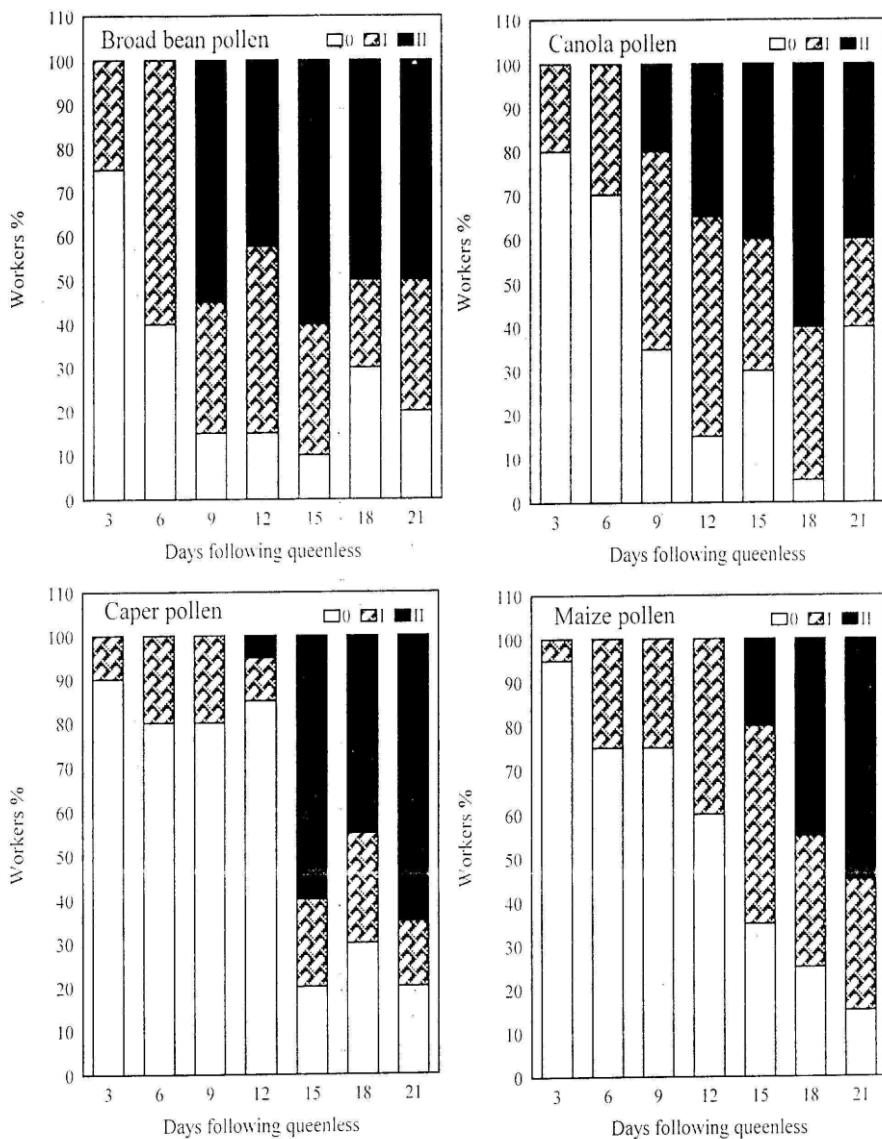 Broad bean pollen
0 I II
110
100
90
80
70
60
50
40
30
20
10
0
Workers %
3 6 9 12 15 18 21
Days following queenless
Canola pollen
0 I II
110
100
90
80
70
60
50
40
30
20
10
0
Workers %
3 6 9 12 15 18 21
Days following queenless
Caper pollen
0 I II
110
100
90
80
70
60
50
40
30
20
10
0
Workers %
3 6 9 12 15 18 21
Days following queenless
Maize pollen
0 I II
110
100
90
80
70
60
50
40
30
20
10
0
Workers %
3 6 9 12 15 18 21
Days following queenless